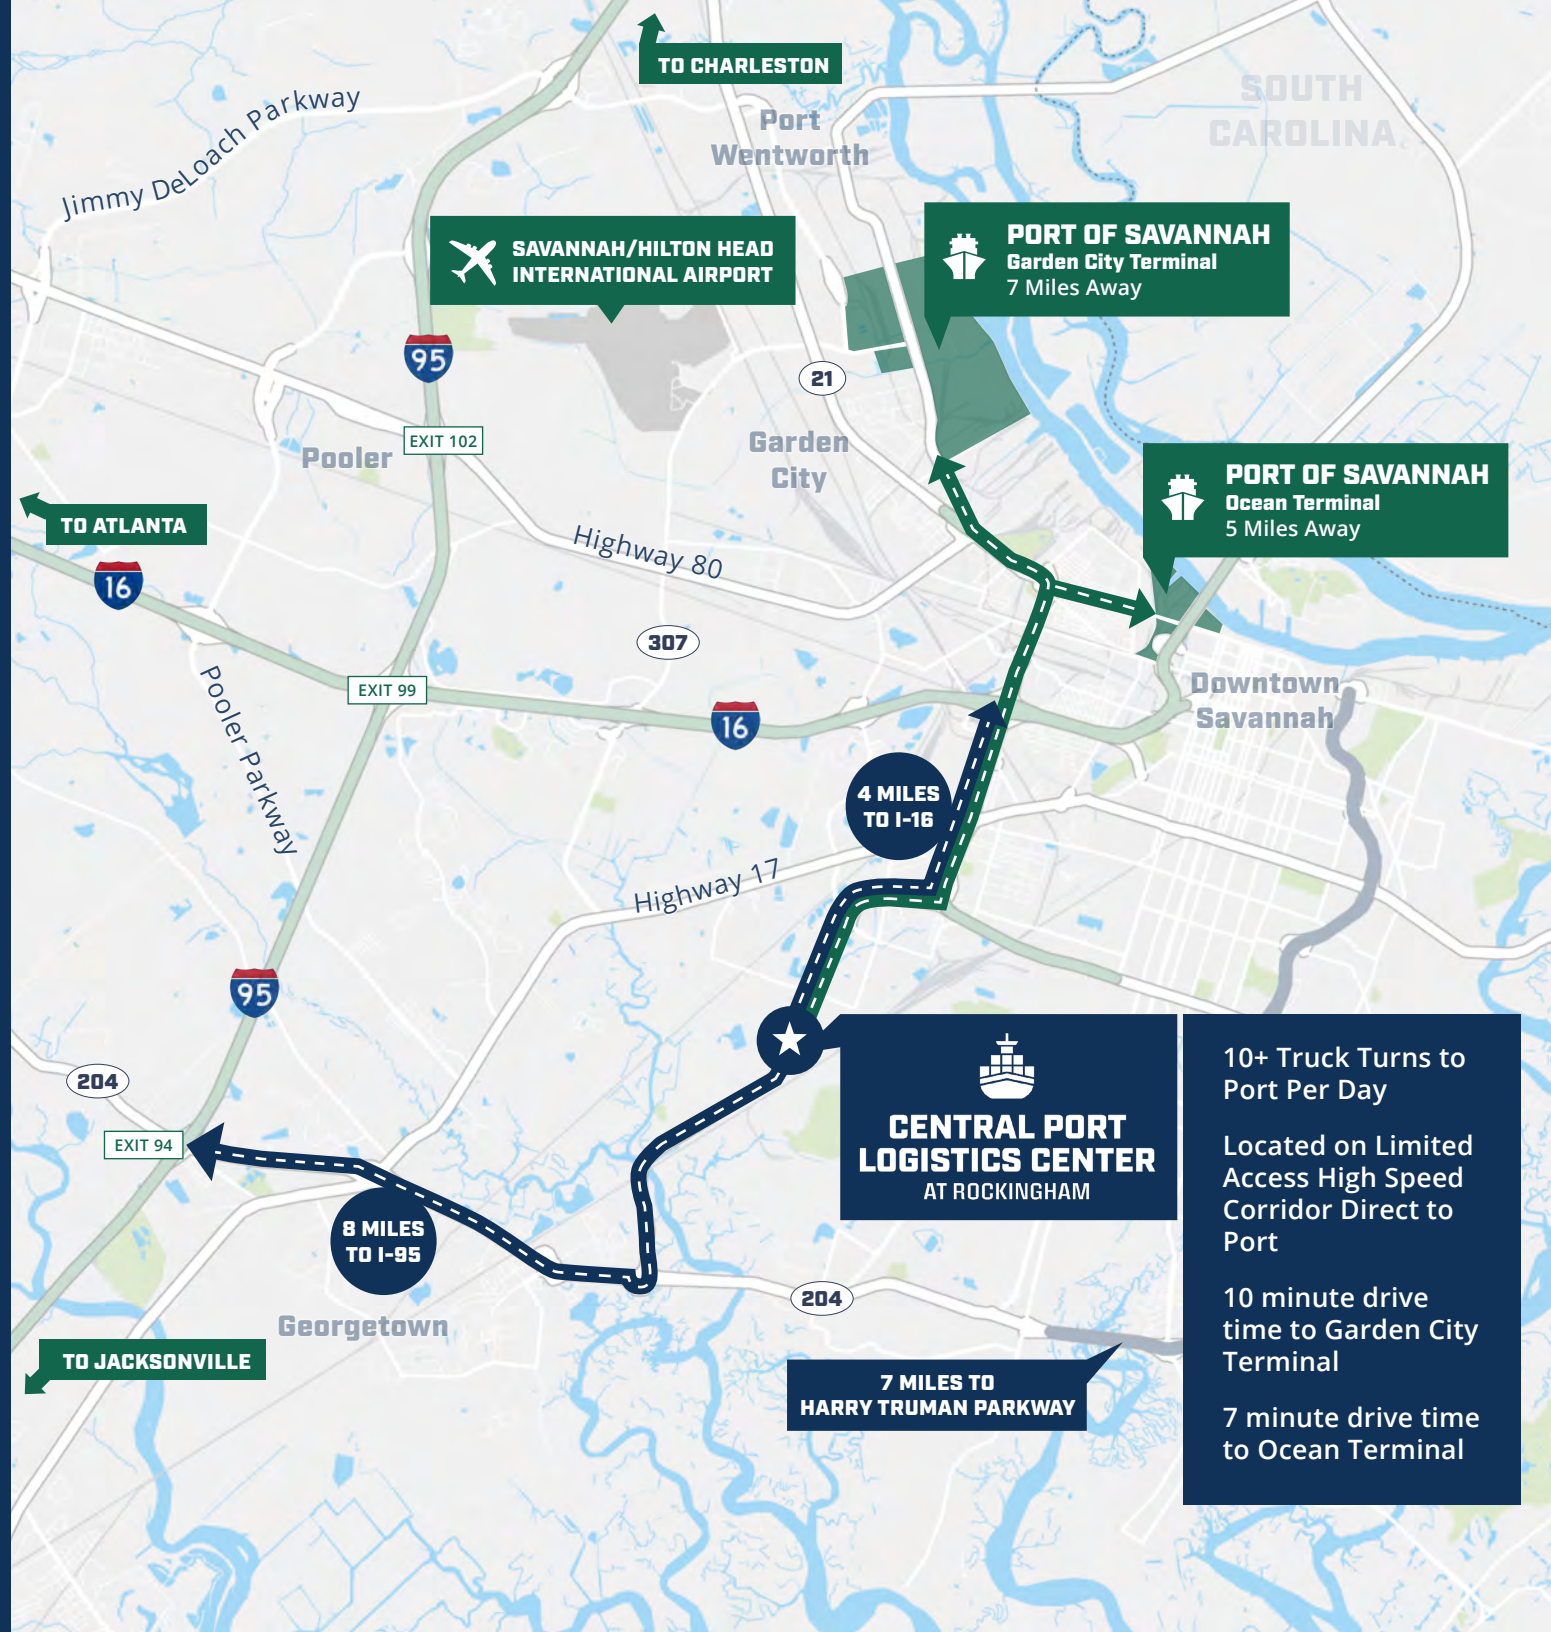 TO CHARLESTON
Jimmy DeLoach Parkway
Port
Wentworth
SOUTH
CAROLINA
SAVANNAH/HILTON HEAD
INTERNATIONAL AIRPORT
PORT OF SAVANNAH
Garden City Terminal
7 Miles Away
95
21
EXIT 102
Pooler
Garden
City
PORT OF SAVANNAH
Ocean Terminal
5 Miles Away
TO ATLANTA
16
Highway 80
307
Pooler Parkway
EXIT 99
16
Downtown
Savannah
4 MILES
TO I-16
Highway 17
95
204
EXIT 94
8 MILES
TO I-95
Georgetown
TO JACKSONVILLE
CENTRAL PORT
LOGISTICS CENTER
AT ROCKINGHAM
204
7 MILES TO
HARRY TRUMAN PARKWAY
10+ Truck Turns to
Port Per Day
Located on Limited
Access High Speed
Corridor Direct to
Port
10 minute drive
time to Garden City
Terminal
7 minute drive time
to Ocean Terminal